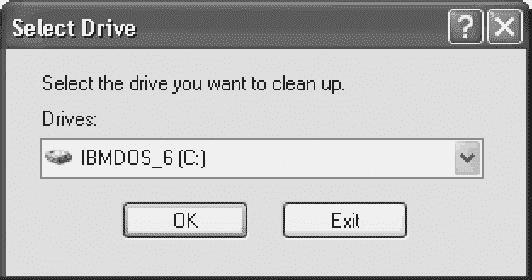 Select Drive
Select the drive you want to clean up.
Drives:
IBMDOS_6 (C:)
OK
Exit